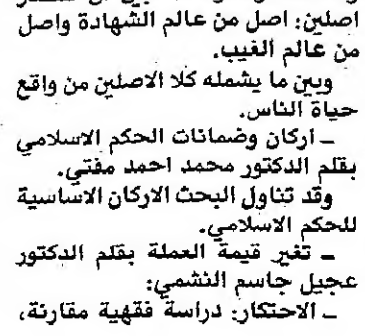 اصلين: اصل من عالم الشهادة واصل
من عالم الغيب.
وبين ما يشمله كلا الاصلين من واقع
حياة الناس.
ـ اركان وضمانات الحكم الاسلامي
بقلم الدكتور محمد احمد مفتي.
وقد تناول البحث الاركان الاساسية
للحكم الاسلامي.
ـ تغير قيمة العملة بقلم الدكتور
عجيل جاسم النشمي:
ـ الاحتكار: دراسة فقهية مقارنة،